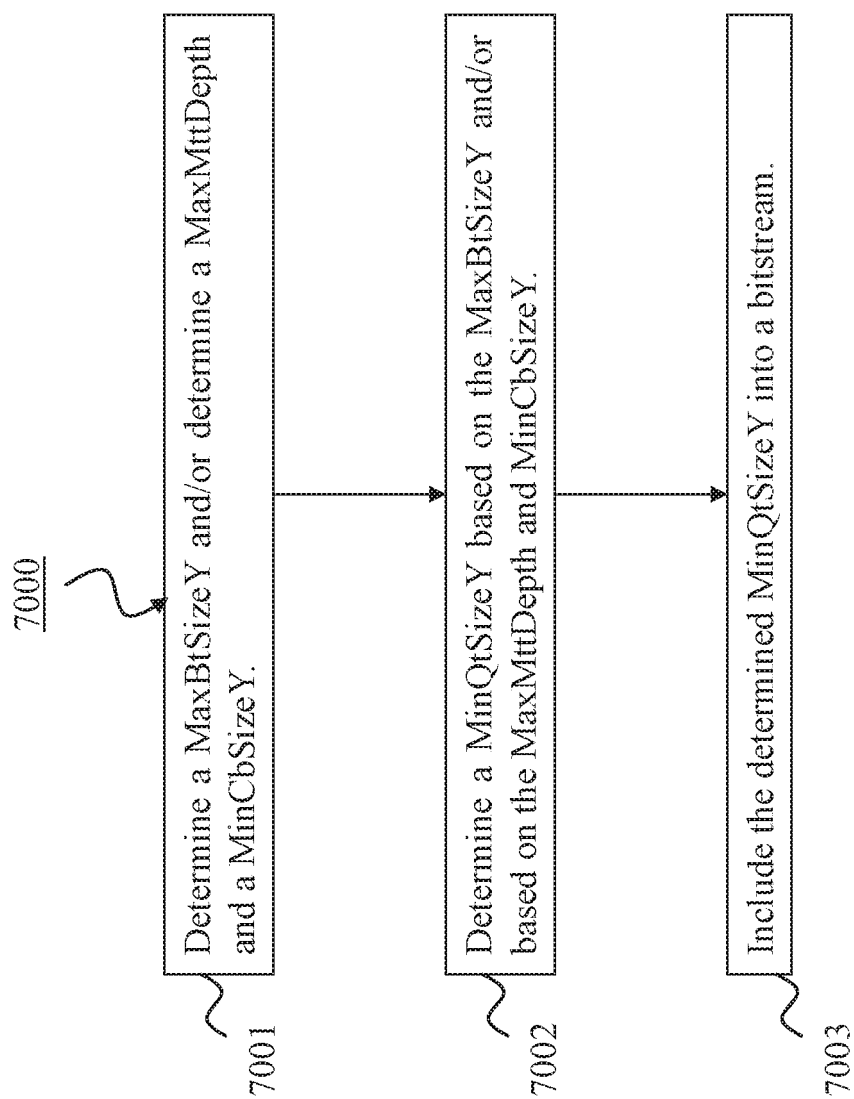 7000
Determine a MaxBtSizeY and/or determine a MaxMttDepth
and a MinCbSizeY.
7001
Determine a MinQtSizeY based on the MaxBtSizeY and/or
based on the MaxMttDepth and MinCbSizeY.
7002
Include the determined MinQtSizeY into a bitstream.
7003